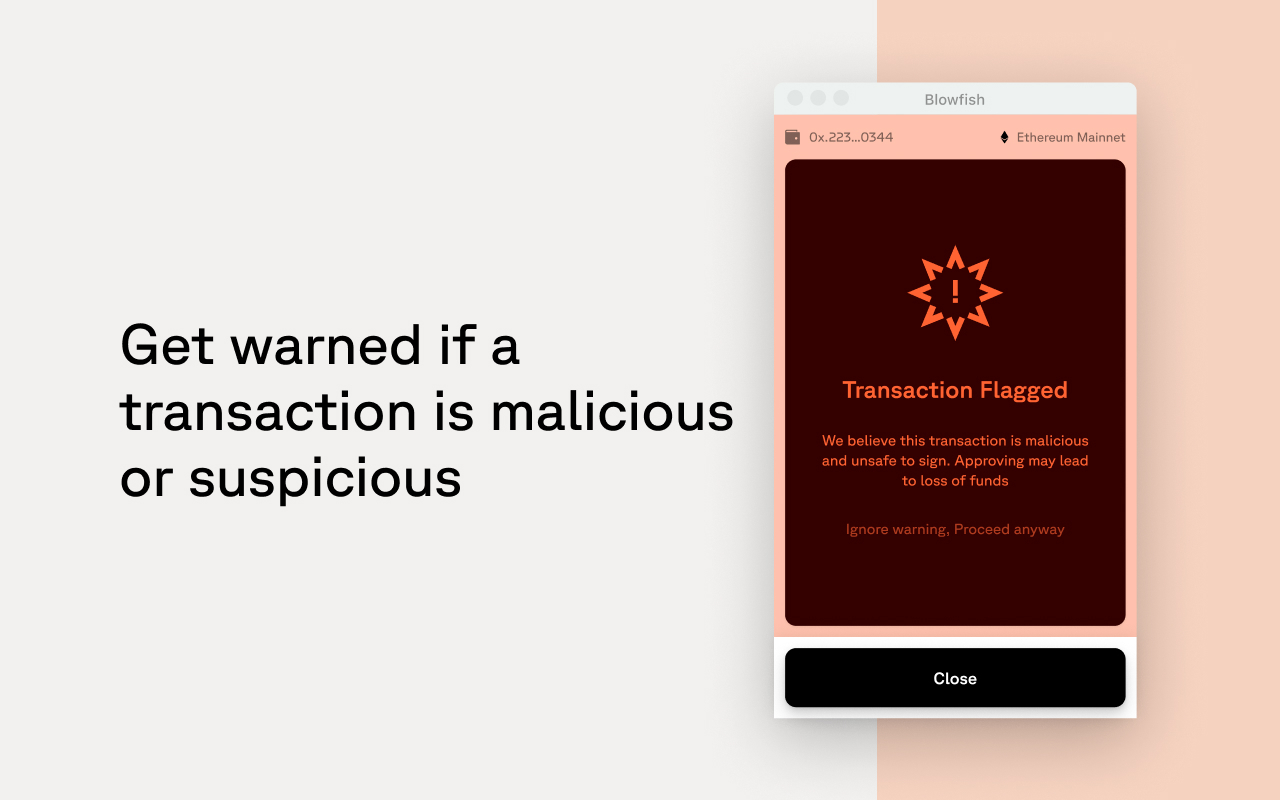 Get warned if a
transaction is malicious
or suspicious
Blowfish
0x.223...0344
Ethereum Mainnet
!
Transaction Flagged
We believe this transaction is malicious
and unsafe to sign. Approving may lead
to loss of funds
Ignore warning, Proceed anyway
Close